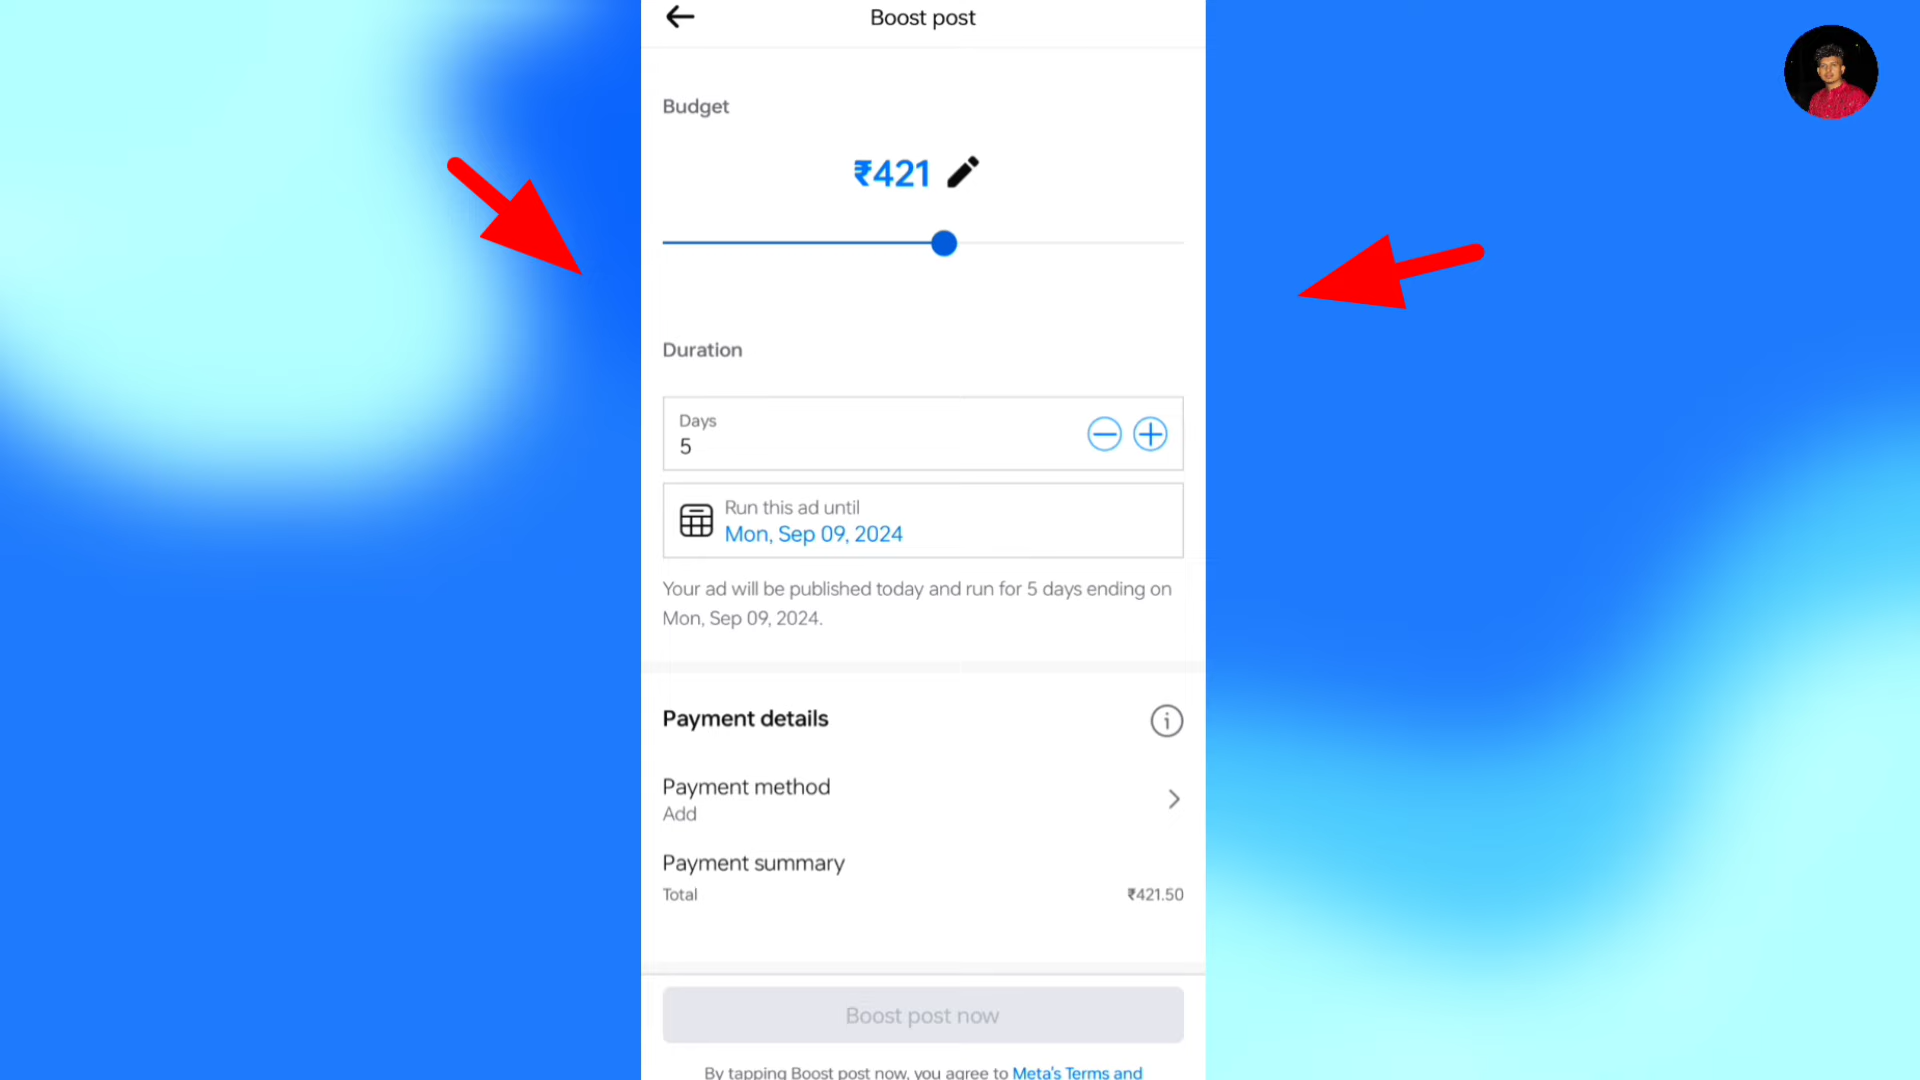 Boost post
Budget
₹421
Duration
Days
5
Run this ad until
Mon, Sep 09, 2024
Your ad will be published today and run for 5 days ending on
Mon, Sep 09, 2024.
Payment details
Payment method
Add
Payment summary
Total ₹421.50
Boost post now
By tapping Boost post now, you agree to Meta's Terms and